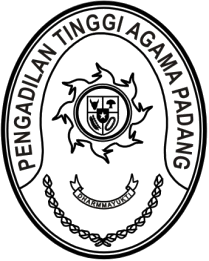 PENGADILAN TINGGI AGAMA PADANG
DHARMMAYUKTI